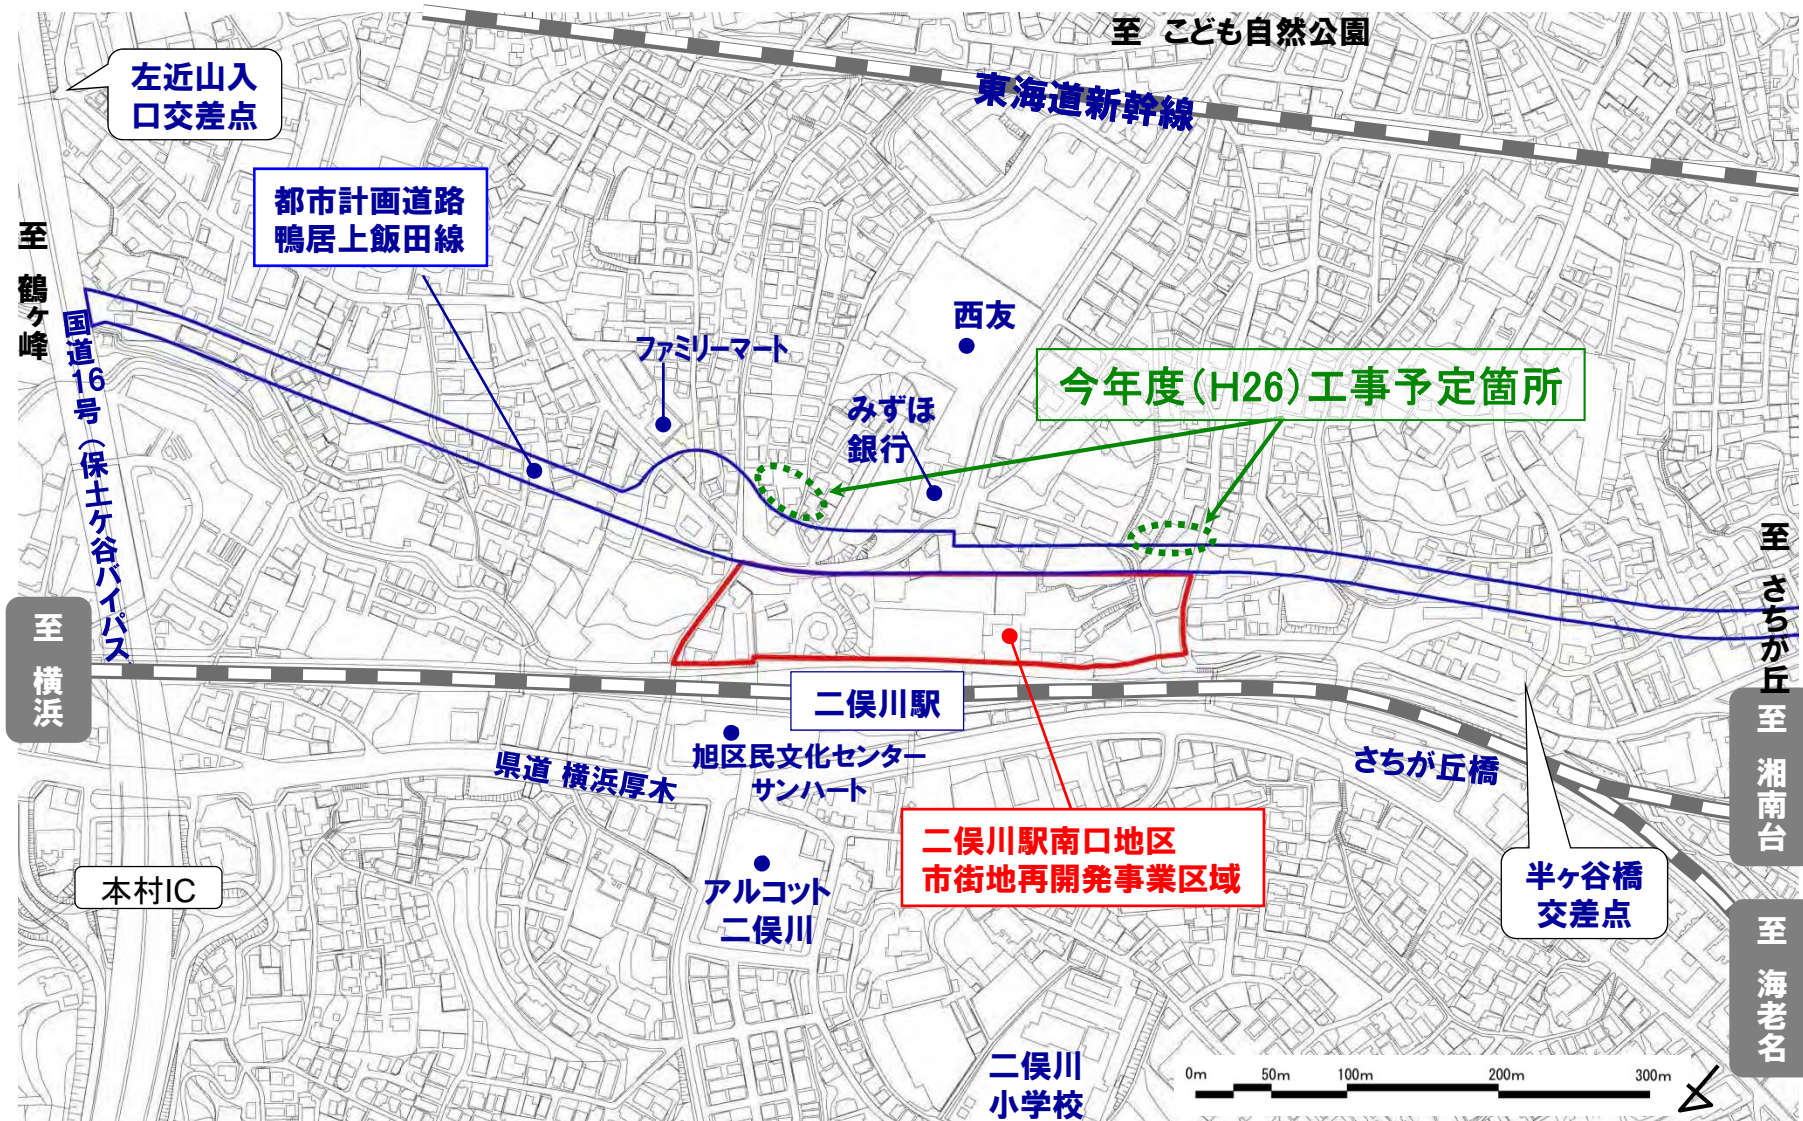 至 こども自然公園
左近山入
口交差点
東海道新幹線
都市計画道路
鴨居上飯田線
至 鶴ヶ峰
国道16号（保土ケ谷バイパス
ファミリーマート
西友
みずほ
銀行
今年度(H26)工事予定箇所
至 さちが丘
至 横浜
二俣川駅
旭区民文化センター
サンハート
県道 横浜厚木
さちが丘橋
至 湘南台
二俣川駅南口地区
市街地再開発事業区域
本村IC
アルコット
二俣川
半ヶ谷橋
交差点
至 海老名
二俣川
小学校
0m 50m 100m 200m 300m